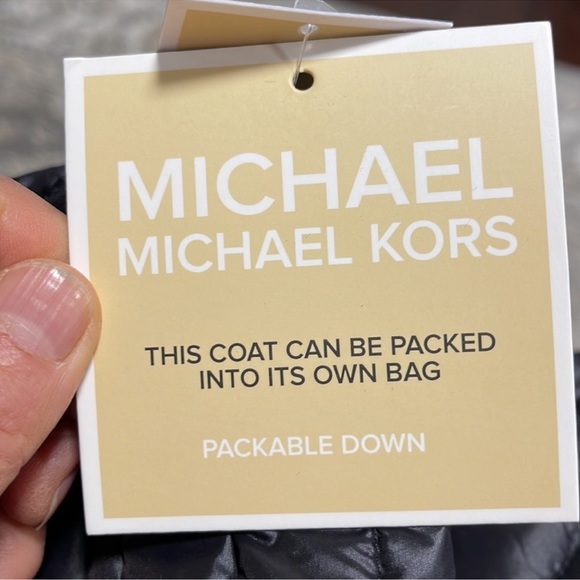 MICHAEL
MICHAEL KORS
THIS COAT CAN BE PACKED
INTO ITS OWN BAG
PACKABLE DOWN